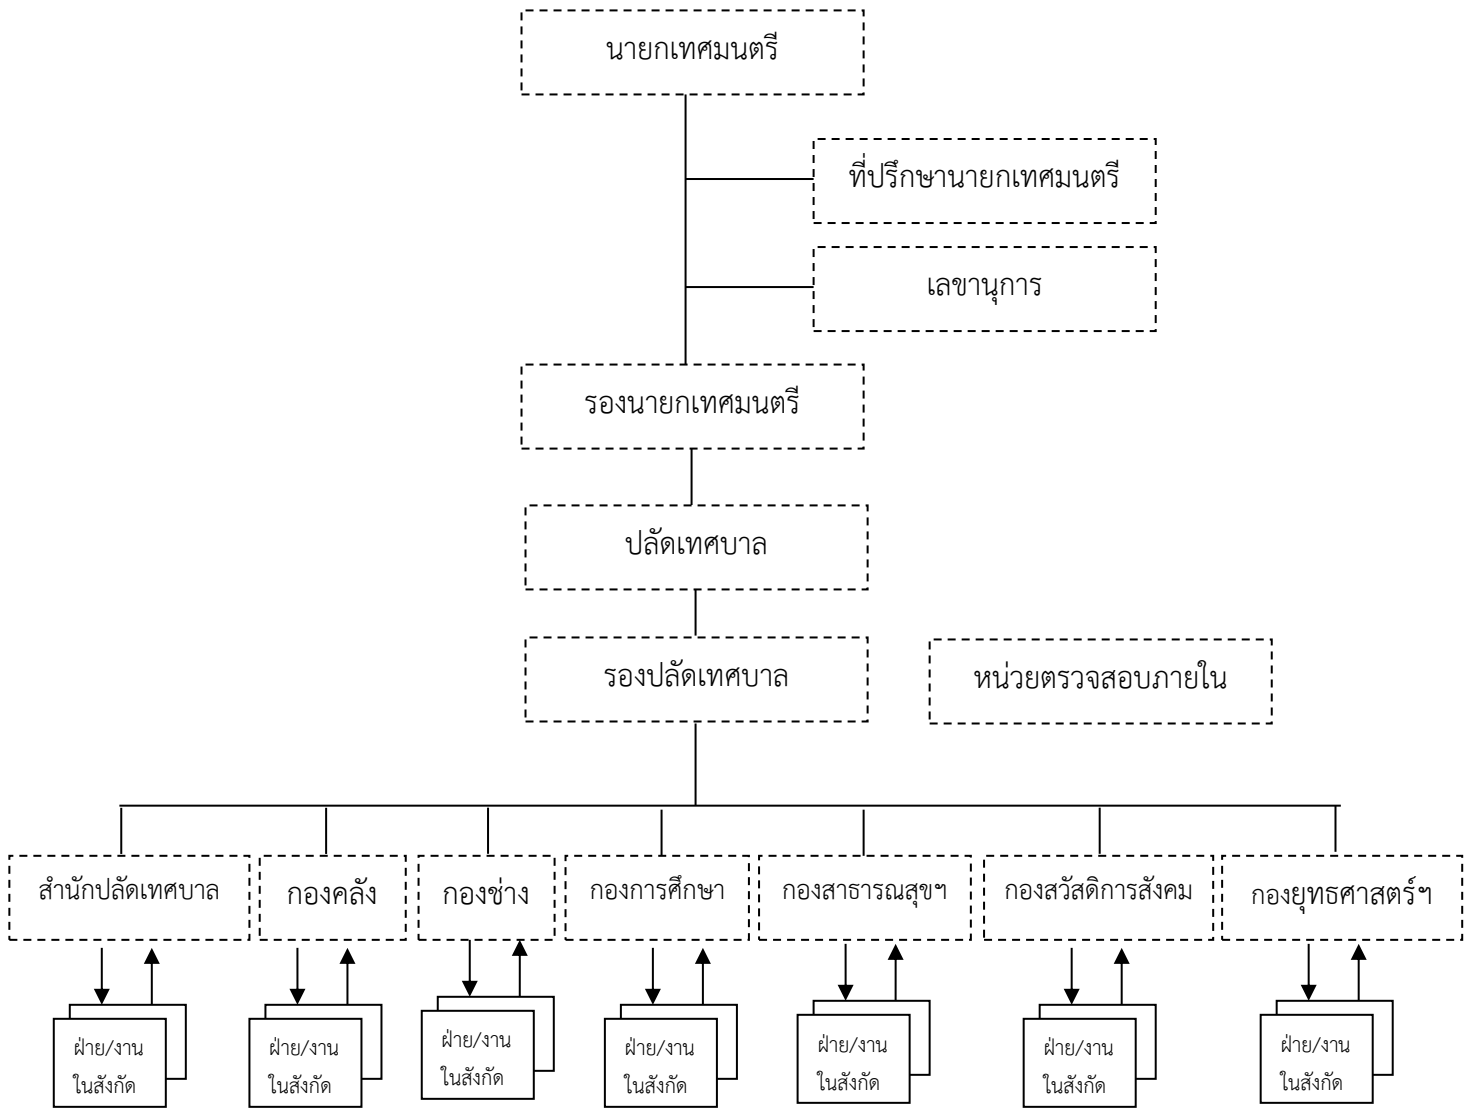 นายกเทศมนตรี
ที่ปรึกษานายกเทศมนตรี
เลขานุการ
รองนายกเทศมนตรี
ปลัดเทศบาล
รองปลัดเทศบาล
หน่วยตรวจสอบภายใน
สำนักปลัดเทศบาล
กองคลัง
กองช่าง
กองการศึกษา
กองสาธารณสุขฯ
กองสวัสดิการสังคม
กองยุทธศาสตร์ฯ
ฝ่าย/งาน
ในสังกัด
ฝ่าย/งาน
ในสังกัด
ฝ่าย/งาน
ในสังกัด
ฝ่าย/งาน
ในสังกัด
ฝ่าย/งาน
ในสังกัด
ฝ่าย/งาน
ในสังกัด
ฝ่าย/งาน
ในสังกัด